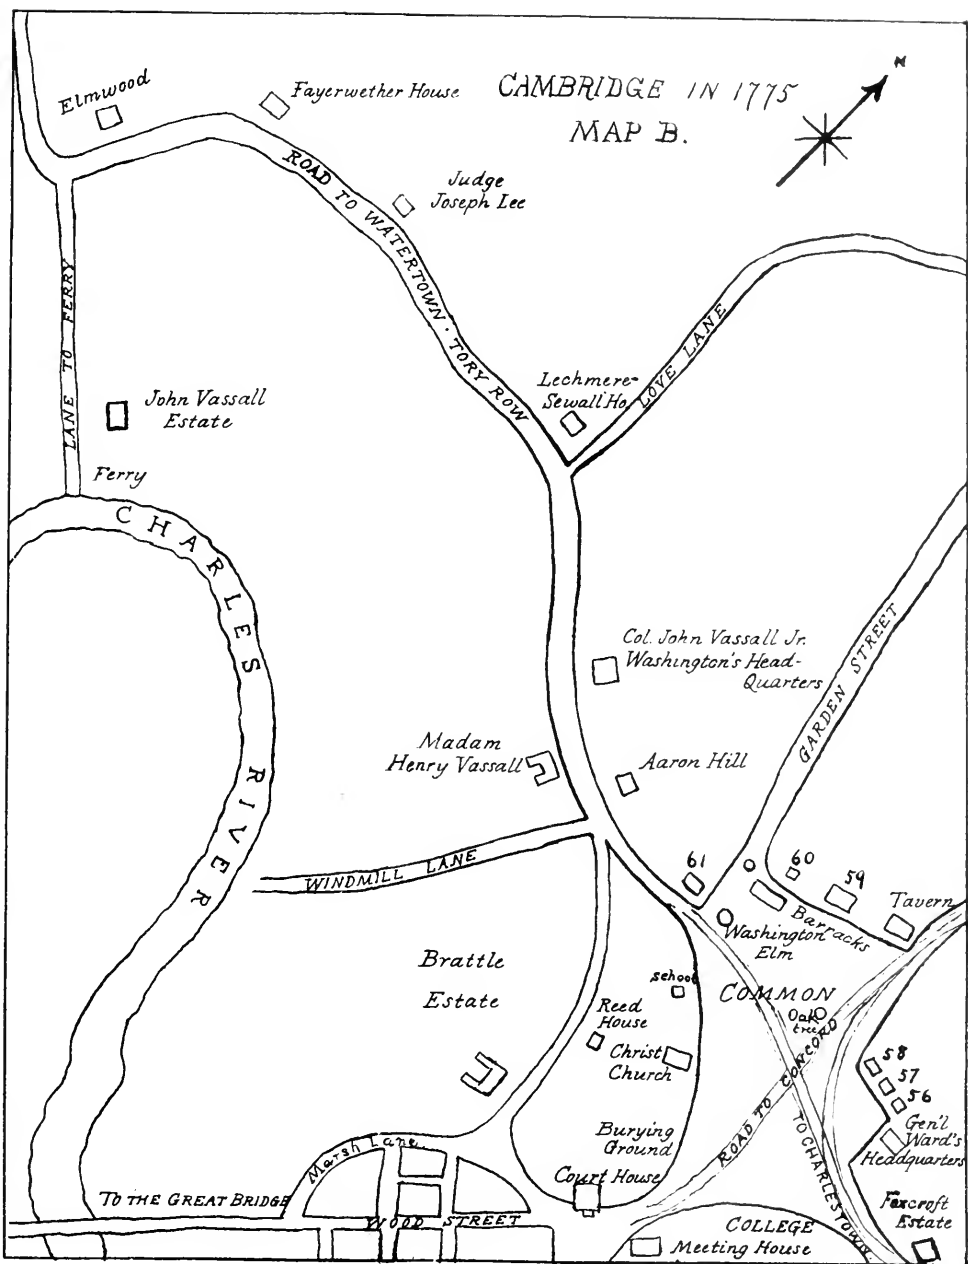 CAMBRIDGE IN 1775
MAP B.
N
Elmwood
Fayerwether House
Judge
Joseph Lee
ROAD TO WATERTOWN · TORY ROW
LANE TO FERRY
John Vassall
Estate
Ferry
Lechmere-
Sewall Ho.
LOVE LANE
CHARLES RIVER
Col. John Vassall Jr.
Washington's Head-
Quarters
GARDEN STREET
Madam
Henry Vassall
Aaron Hill
WINDMILL LANE
61
60
59
Tavern
Barracks
Washington
Elm
Brattle
Estate
School
COMMON
Oak
tree
Reed
House
Christ
Church
58
57
56
Gen'l
Ward's
Headquarters
ROAD TO CONCORD
TO CHARLESTOWN
Burying
Ground
Court House
Marsh Lane
TO THE GREAT BRIDGE
WOOD STREET
COLLEGE
Meeting House
Foxcroft
Estate